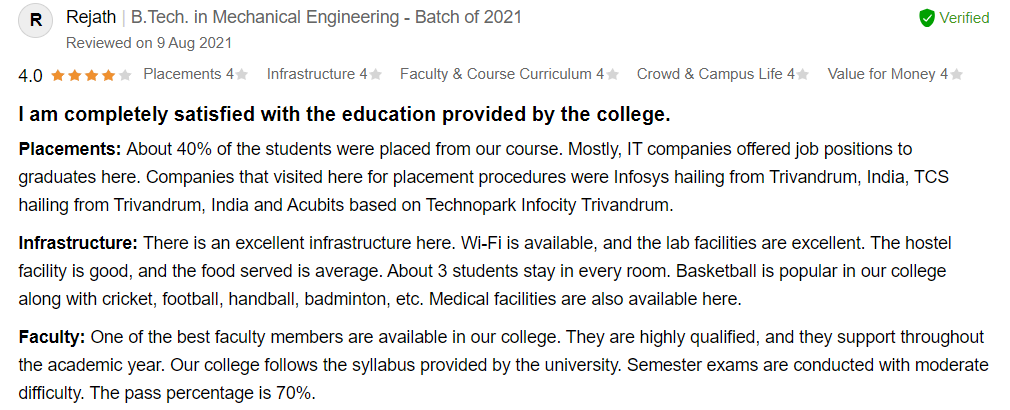 R Rejath | B.Tech. in Mechanical Engineering - Batch of 2021 Verified
Reviewed on 9 Aug 2021
4.0 Placements 4 Infrastructure 4 Faculty & Course Curriculum 4 Crowd & Campus Life 4 Value for Money 4
I am completely satisfied with the education provided by the college.
Placements: About 40% of the students were placed from our course. Mostly, IT companies offered job positions to
graduates here. Companies that visited here for placement procedures were Infosys hailing from Trivandrum, India, TCS
hailing from Trivandrum, India and Acubits based on Technopark Infocity Trivandrum.
Infrastructure: There is an excellent infrastructure here. Wi-Fi is available, and the lab facilities are excellent. The hostel
facility is good, and the food served is average. About 3 students stay in every room. Basketball is popular in our college
along with cricket, football, handball, badminton, etc. Medical facilities are also available here.
Faculty: One of the best faculty members are available in our college. They are highly qualified, and they support throughout
the academic year. Our college follows the syllabus provided by the university. Semester exams are conducted with moderate
difficulty. The pass percentage is 70%.